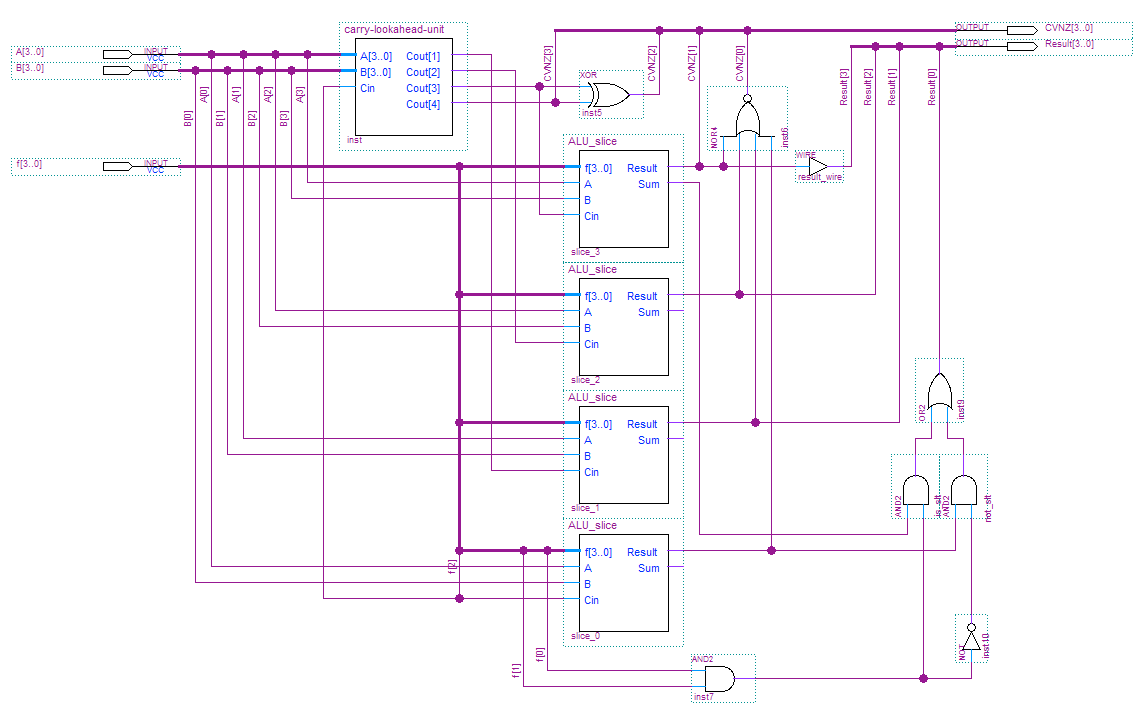 A[3..0] INPUT VCC
B[3..0] INPUT VCC
f[3..0] INPUT VCC
carry-lookahead-unit
A[3..0] Cout[1]
B[3..0] Cout[2]
Cin Cout[3]
Cout[4]
inst
A[0]
A[1]
A[2]
A[3]
B[0]
B[1]
B[2]
B[3]
OUTPUT CVNZ[3..0]
OUTPUT Result[3..0]
CVNZ[3]
CVNZ[2]
CVNZ[1]
CVNZ[0]
Result[3]
Result[2]
Result[1]
Result[0]
XOR
inst5
NOR4
inst6
WIRE
result_wire
ALU_slice
f[3..0] Result
A Sum
B
Cin
slice_3
ALU_slice
f[3..0] Result
A Sum
B
Cin
slice_2
ALU_slice
f[3..0] Result
A Sum
B
Cin
slice_1
ALU_slice
f[3..0] Result
A Sum
B
Cin
slice_0
f[2]
f[1]
f[0]
AND2
inst7
OR2
inst9
AND2
is_slt
AND2
not_slt
NOT
inst10